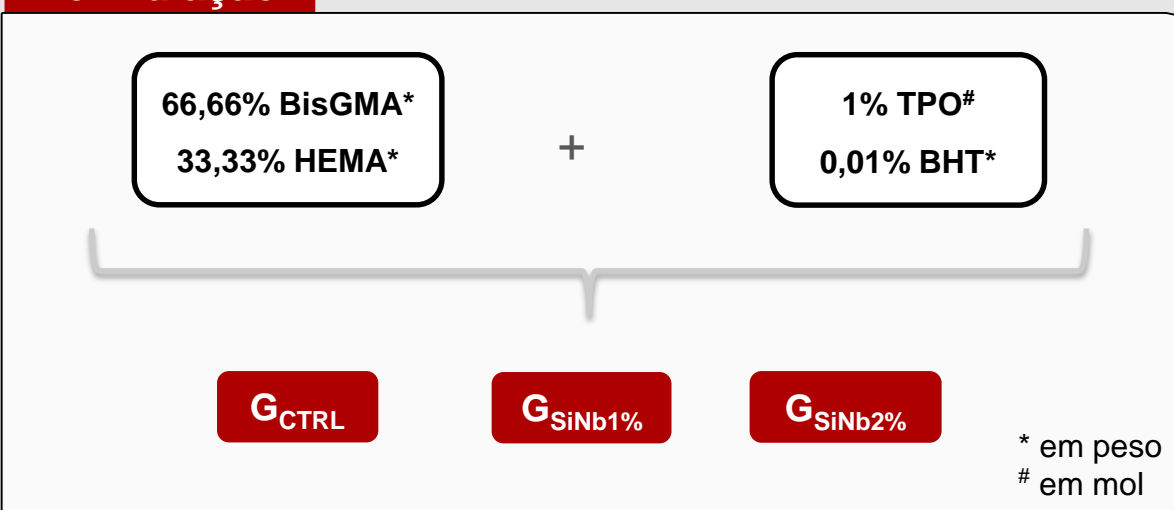 66,66% BisGMA*
33,33% HEMA*
+
1% TPO#
0,01% BHT*
GCTRL
GSiNb1%
GSiNb2%
* em peso
# em mol